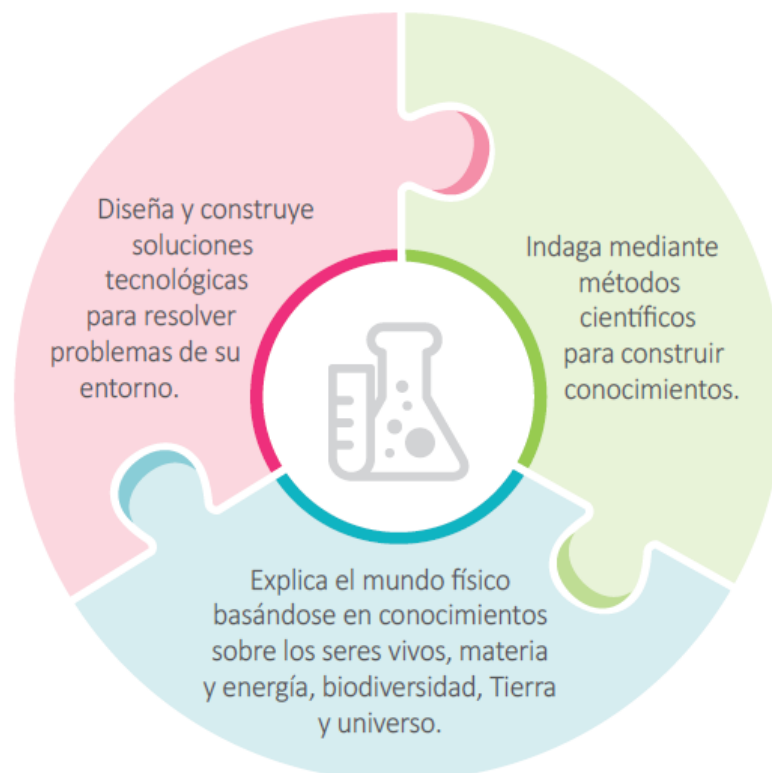 Diseña y construye
soluciones
tecnológicas
para resolver
problemas de su
entorno.
Indaga mediante
métodos
científicos
para construir
conocimientos.
Explica el mundo físico
basándose en conocimientos
sobre los seres vivos, materia
y energía, biodiversidad, Tierra
y universo.